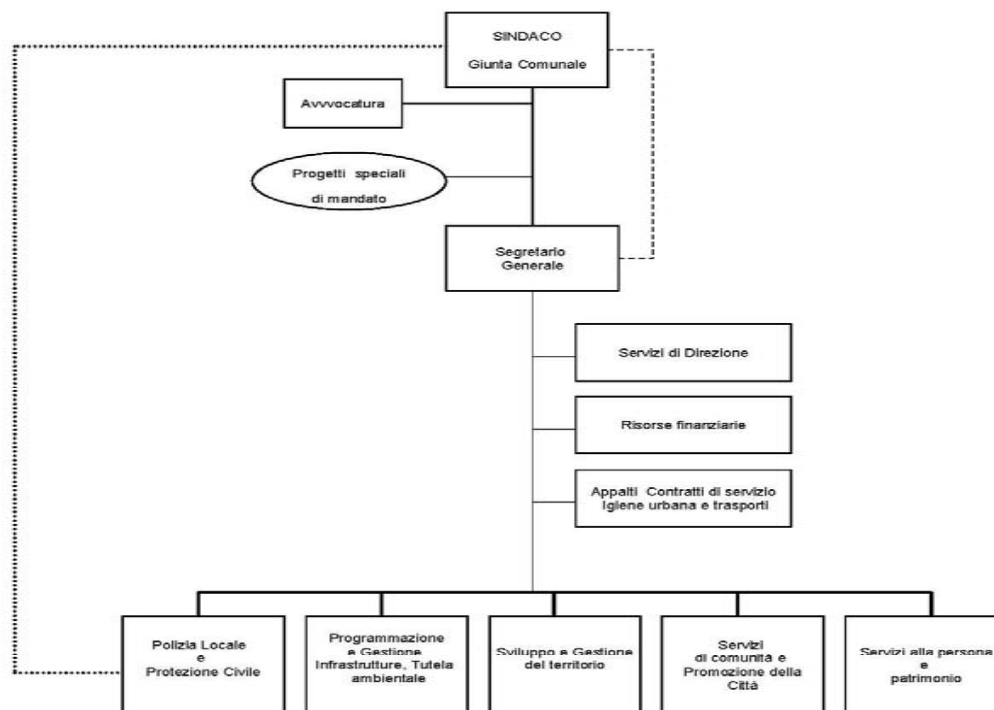 SINDACO
Giunta Comunale
Avvvocatura
Progetti speciali
di mandato
Segretario
Generale
Servizi di Direzione
Risorse finanziarie
Appalti Contratti di servizio
Igiene urbana e trasporti
Polizia Locale
e
Protezione Civile
Programmazione
e Gestione
Infrastrutture, Tutela
ambientale
Sviluppo e Gestione
del territorio
Servizi
di comunità e
Promozione della
Città
Servizi alla persona
e
patrimonio